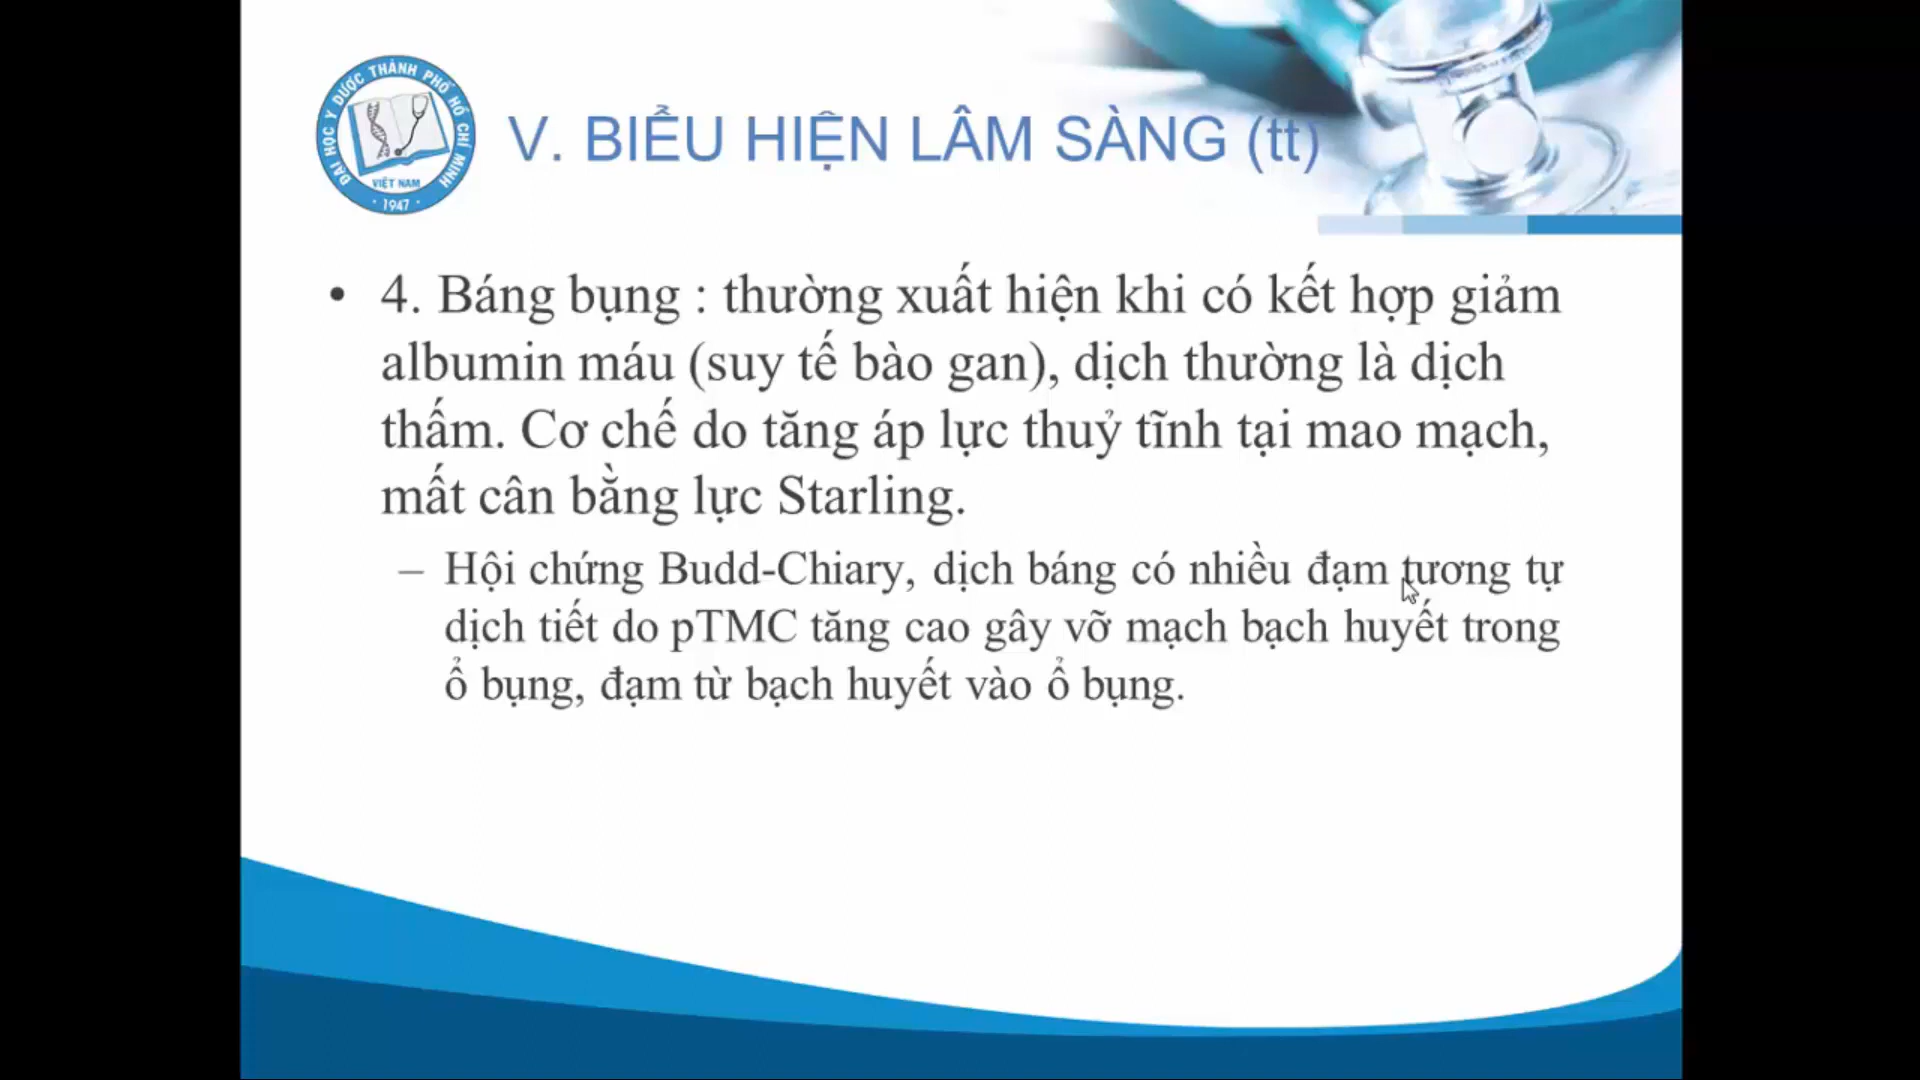 ĐẠI HỌC Y DƯỢC THÀNH PHỐ HỒ CHÍ MINH
VIỆT NAM
· 1947 ·
V. BIỂU HIỆN LÂM SÀNG (tt)
• 4. Báng bụng : thường xuất hiện khi có kết hợp giảm
albumin máu (suy tế bào gan), dịch thường là dịch
thấm. Cơ chế do tăng áp lực thuỷ tĩnh tại mao mạch,
mất cân bằng lực Starling.
– Hội chứng Budd-Chiary, dịch báng có nhiều đạm tương tự
dịch tiết do pTMC tăng cao gây vỡ mạch bạch huyết trong
ổ bụng, đạm từ bạch huyết vào ổ bụng.